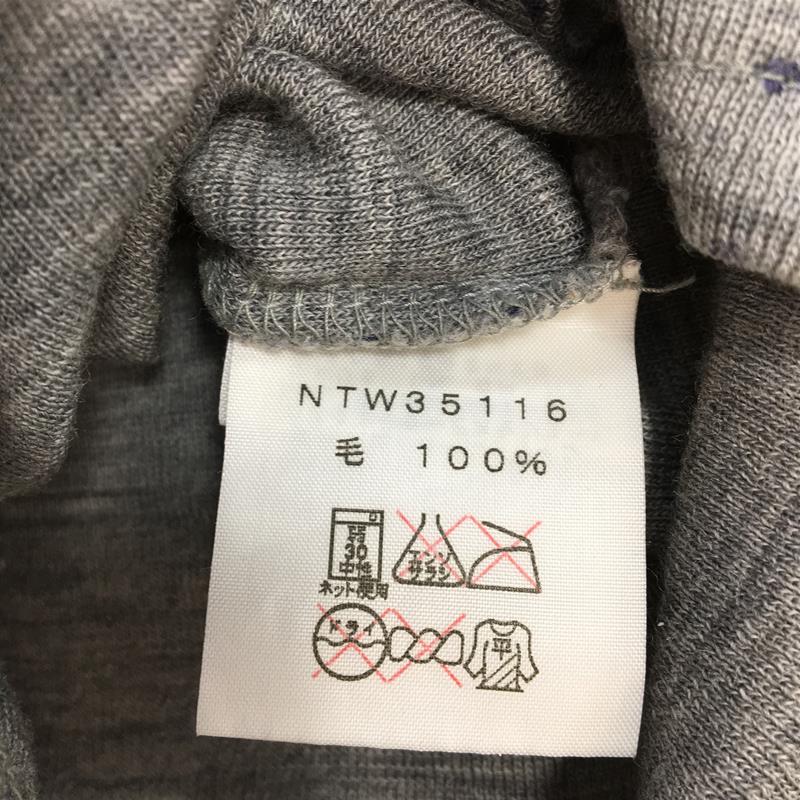 NTW35116
毛 100%
弱
30
中性
ネット使用
エンソ
サラシ
ドライ
平